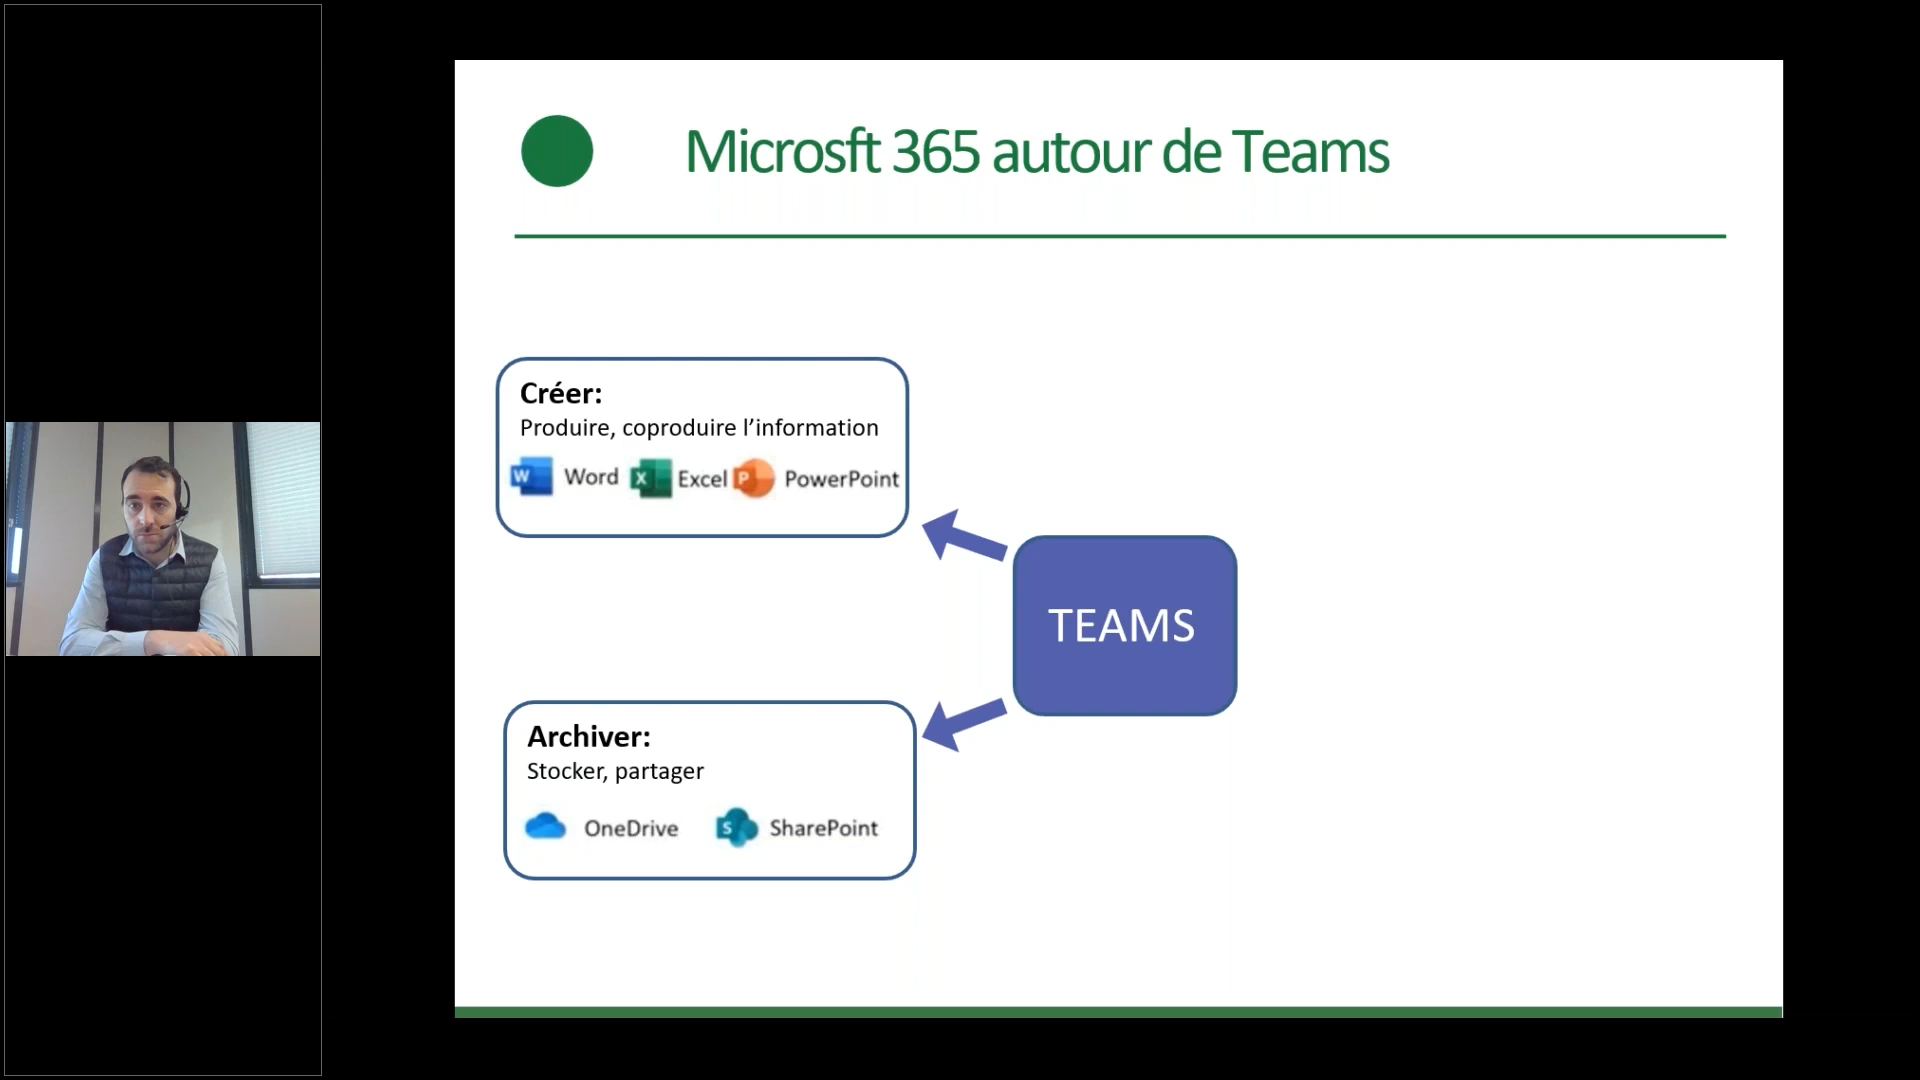 Microsft 365 autour de Teams
Créer:
Produire, coproduire l’information
W Word X Excel P PowerPoint
TEAMS
Archiver:
Stocker, partager
OneDrive S SharePoint